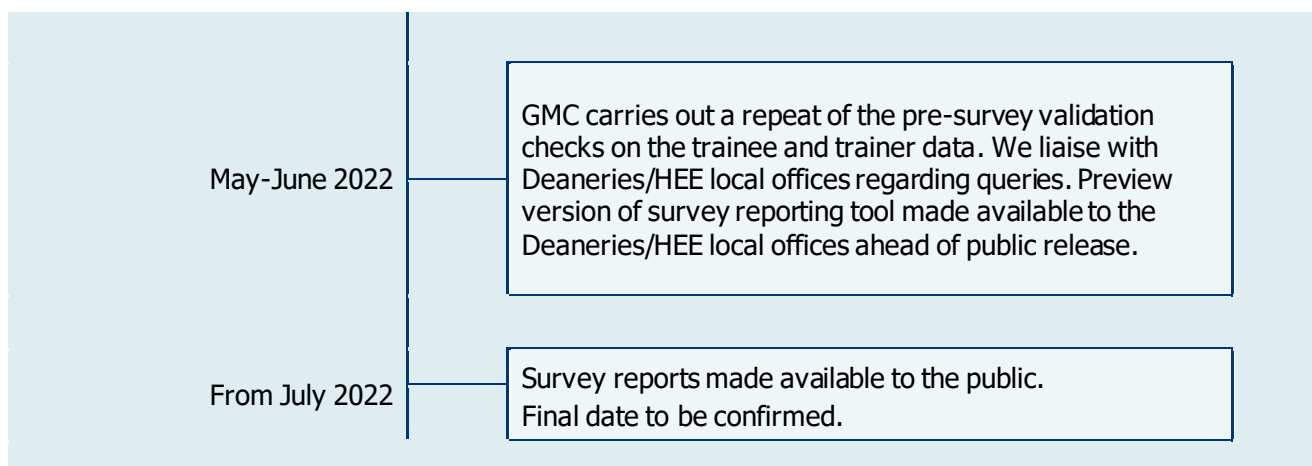 May-June 2022
GMC carries out a repeat of the pre-survey validation
checks on the trainee and trainer data. We liaise with
Deaneries/HEE local offices regarding queries. Preview
version of survey reporting tool made available to the
Deaneries/HEE local offices ahead of public release.
From July 2022
Survey reports made available to the public.
Final date to be confirmed.